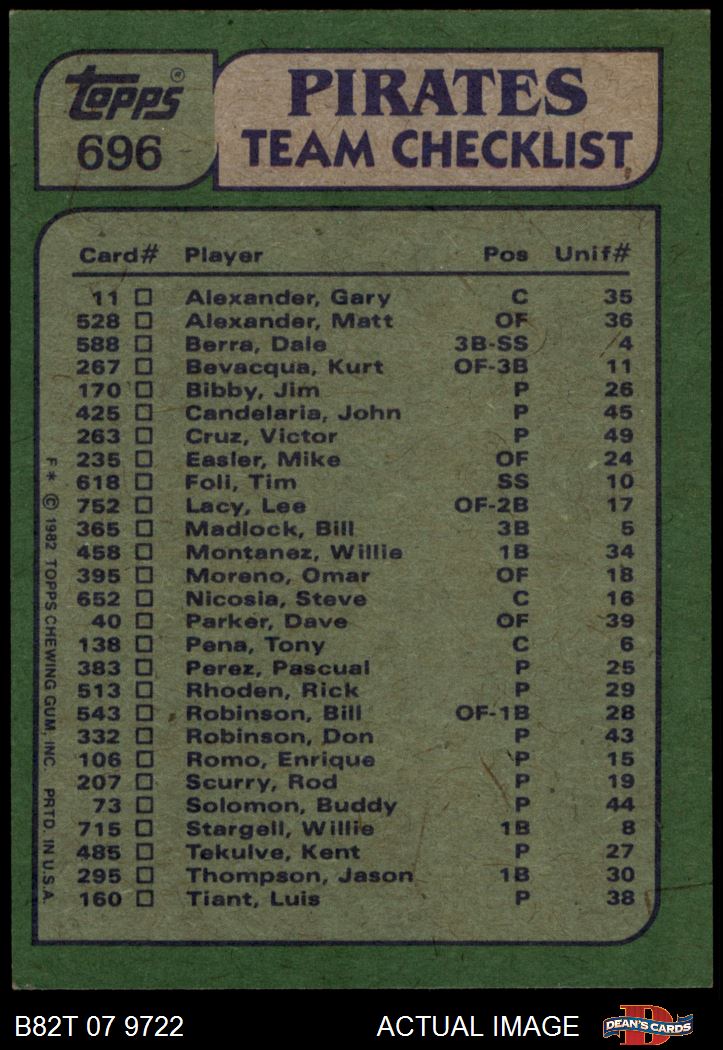 Topps®
696
PIRATES
TEAM CHECKLIST
Card# Player Pos Unif#
11 Alexander, Gary C 35
528 Alexander, Matt OF 36
588 Berra, Dale 3B-SS 4
267 Bevacqua, Kurt OF-3B 11
170 Bibby, Jim P 26
425 Candelaria, John P 45
263 Cruz, Victor P 49
235 Easler, Mike OF 24
618 Foli, Tim SS 10
752 Lacy, Lee OF-2B 17
365 Madlock, Bill 3B 5
458 Montanez, Willie 1B 34
395 Moreno, Omar OF 18
652 Nicosia, Steve C 16
40 Parker, Dave OF 39
138 Pena, Tony C 6
383 Perez, Pascual P 25
513 Rhoden, Rick P 29
543 Robinson, Bill OF-1B 28
332 Robinson, Don P 43
106 Romo, Enrique P 15
207 Scurry, Rod P 19
73 Solomon, Buddy P 44
715 Stargell, Willie 1B 8
485 Tekulve, Kent P 27
295 Thompson, Jason 1B 30
160 Tiant, Luis P 38
F* © 1982 TOPPS CHEWING GUM, INC. PRTD. IN U.S.A.
B82T 07 9722 ACTUAL IMAGE
D
DEAN'S CARDS